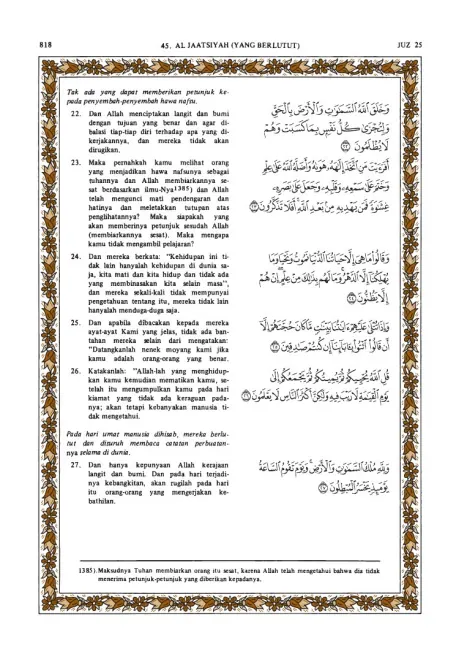 818
45. AL JAATSIYAH (YANG BERLUTUT)
JUZ 25
Tak ada yang dapat memberikan petunjuk ke-
pada penyembah-penyembah hawa nafsu.
22. Dan Allah menciptakan langit dan bumi
dengan tujuan yang benar dan agar di-
balasi tiap-tiap diri terhadap apa yang di-
kerjakannya, dan mereka tidak akan
dirugikan.
23. Maka pernahkah kamu melihat orang
yang menjadikan hawa nafsunya sebagai
tuhannya dan Allah membiarkannya se-
sat berdasarkan ilmu-Nya1385) dan Allah
telah mengunci mati pendengaran dan
hatinya dan meletakkan tutupan atas
penglihatannya? Maka siapakah yang
akan memberinya petunjuk sesudah Allah
(membiarkannya sesat). Maka mengapa
kamu tidak mengambil pelajaran?
24. Dan mereka berkata: "Kehidupan ini ti-
dak lain hanyalah kehidupan di dunia sa-
ja, kita mati dan kita hidup dan tidak ada
yang membinasakan kita selain masa",
dan mereka sekali-kali tidak mempunyai
pengetahuan tentang itu, mereka tidak lain
hanyalah menduga-duga saja.
25. Dan apabila dibacakan kepada mereka
ayat-ayat Kami yang jelas, tidak ada ban-
tahan mereka selain dari mengatakan:
"Datangkanlah nenek moyang kami jika
kamu adalah orang-orang yang benar.
26. Katakanlah: "Allah-lah yang menghidup-
kan kamu kemudian mematikan kamu, se-
telah itu mengumpulkan kamu pada hari
kiamat yang tidak ada keraguan pada-
nya; akan tetapi kebanyakan manusia ti-
dak mengetahui.
Pada hari umat manusia dihisab, mereka berlu-
tut dan disuruh membaca catatan perbuatan-
nya selama di dunia.
27. Dan hanya kepunyaan Allah kerajaan
langit dan bumi. Dan pada hari terjadi-
nya kebangkitan, akan rugilah pada hari
itu orang-orang yang mengerjakan ke-
bathilan.
وَخَلَقَ اللَّهُ السَّمَاوَاتِ وَالْأَرْضَ بِالْحَقِّ
وَلِتُجْزَىٰ كُلُّ نَفْسٍ بِمَا كَسَبَتْ وَهُمْ
لَا يُظْلَمُونَ ﴿٢٢﴾
أَفَرَأَيْتَ مَنِ اتَّخَذَ إِلَٰهَهُ هَوَاهُ وَأَضَلَّهُ اللَّهُ عَلَىٰ عِلْمٍ
وَخَتَمَ عَلَىٰ سَمْعِهِ وَقَلْبِهِ وَجَعَلَ عَلَىٰ بَصَرِهِ
غِشَاوَةً فَمَن يَهْدِيهِ مِن بَعْدِ اللَّهِ أَفَلَا تَذَكَّرُونَ ﴿٢٣﴾
وَقَالُوا مَا هِيَ إِلَّا حَيَاتُنَا الدُّنْيَا نَمُوتُ وَنَحْيَا وَمَا
يُهْلِكُنَا إِلَّا الدَّهْرُ وَمَا لَهُم بِذَٰلِكَ مِنْ عِلْمٍ إِنْ هُمْ
إِلَّا يَظُنُّونَ ﴿٢٤﴾
وَإِذَا تُتْلَىٰ عَلَيْهِمْ آيَاتُنَا بَيِّنَاتٍ مَّا كَانَ حُجَّتَهُمْ إِلَّا
أَن قَالُوا ائْتُوا بِآبَائِنَا إِن كُنتُمْ صَادِقِينَ ﴿٢٥﴾
قُلِ اللَّهُ يُحْيِيكُمْ ثُمَّ يُمِيتُكُمْ ثُمَّ يَجْمَعُكُمْ إِلَىٰ
يَوْمِ الْقِيَامَةِ لَا رَيْبَ فِيهِ وَلَٰكِنَّ أَكْثَرَ النَّاسِ لَا يَعْلَمُونَ ﴿٢٦﴾
وَلِلَّهِ مُلْكُ السَّمَاوَاتِ وَالْأَرْضِ وَيَوْمَ تَقُومُ السَّاعَةُ
يَوْمَئِذٍ يَخْسَرُ الْمُبْطِلُونَ ﴿٢٧﴾
1385). Maksudnya Tuhan membiarkan orang itu sesat, karena Allah telah mengetahui bahwa dia tidak
menerima petunjuk-petunjuk yang diberikan kepadanya.